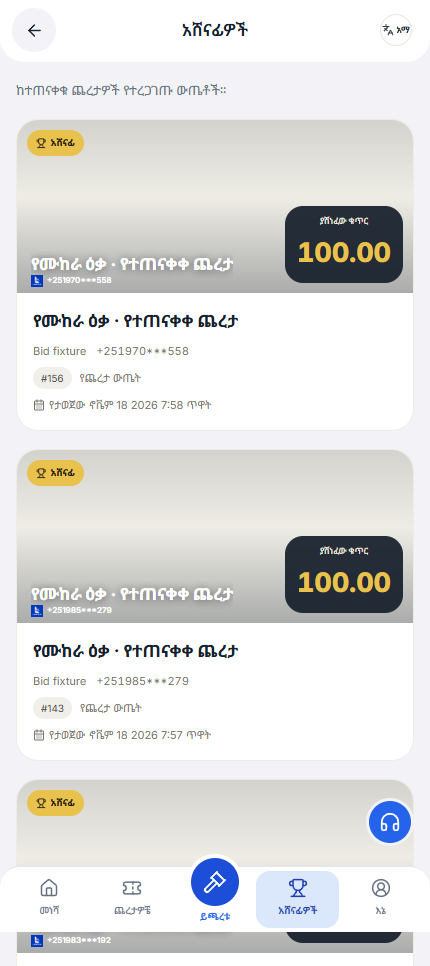 አሸናፊዎች
አማ
ከተጠናቀቁ ጨረታዎች የተረጋገጡ ውጤቶች።
አሸናፊ
ያሸነፈው ቁጥር
100.00
የሙከራ ዕቃ · የተጠናቀቀ ጨረታ
+251970***558
የሙከራ ዕቃ · የተጠናቀቀ ጨረታ
Bid fixture +251970***558
#156 የጨረታ ውጤት
የታወጀው ኖቬም 18 2026 7:58 ጥዋት
አሸናፊ
ያሸነፈው ቁጥር
100.00
የሙከራ ዕቃ · የተጠናቀቀ ጨረታ
+251985***279
የሙከራ ዕቃ · የተጠናቀቀ ጨረታ
Bid fixture +251985***279
#143 የጨረታ ውጤት
የታወጀው ኖቬም 18 2026 7:57 ጥዋት
አሸናፊ
መነሻ
ጨረታዎቼ
ይጫረቱ
አሸናፊዎች
እኔ
+251983***192